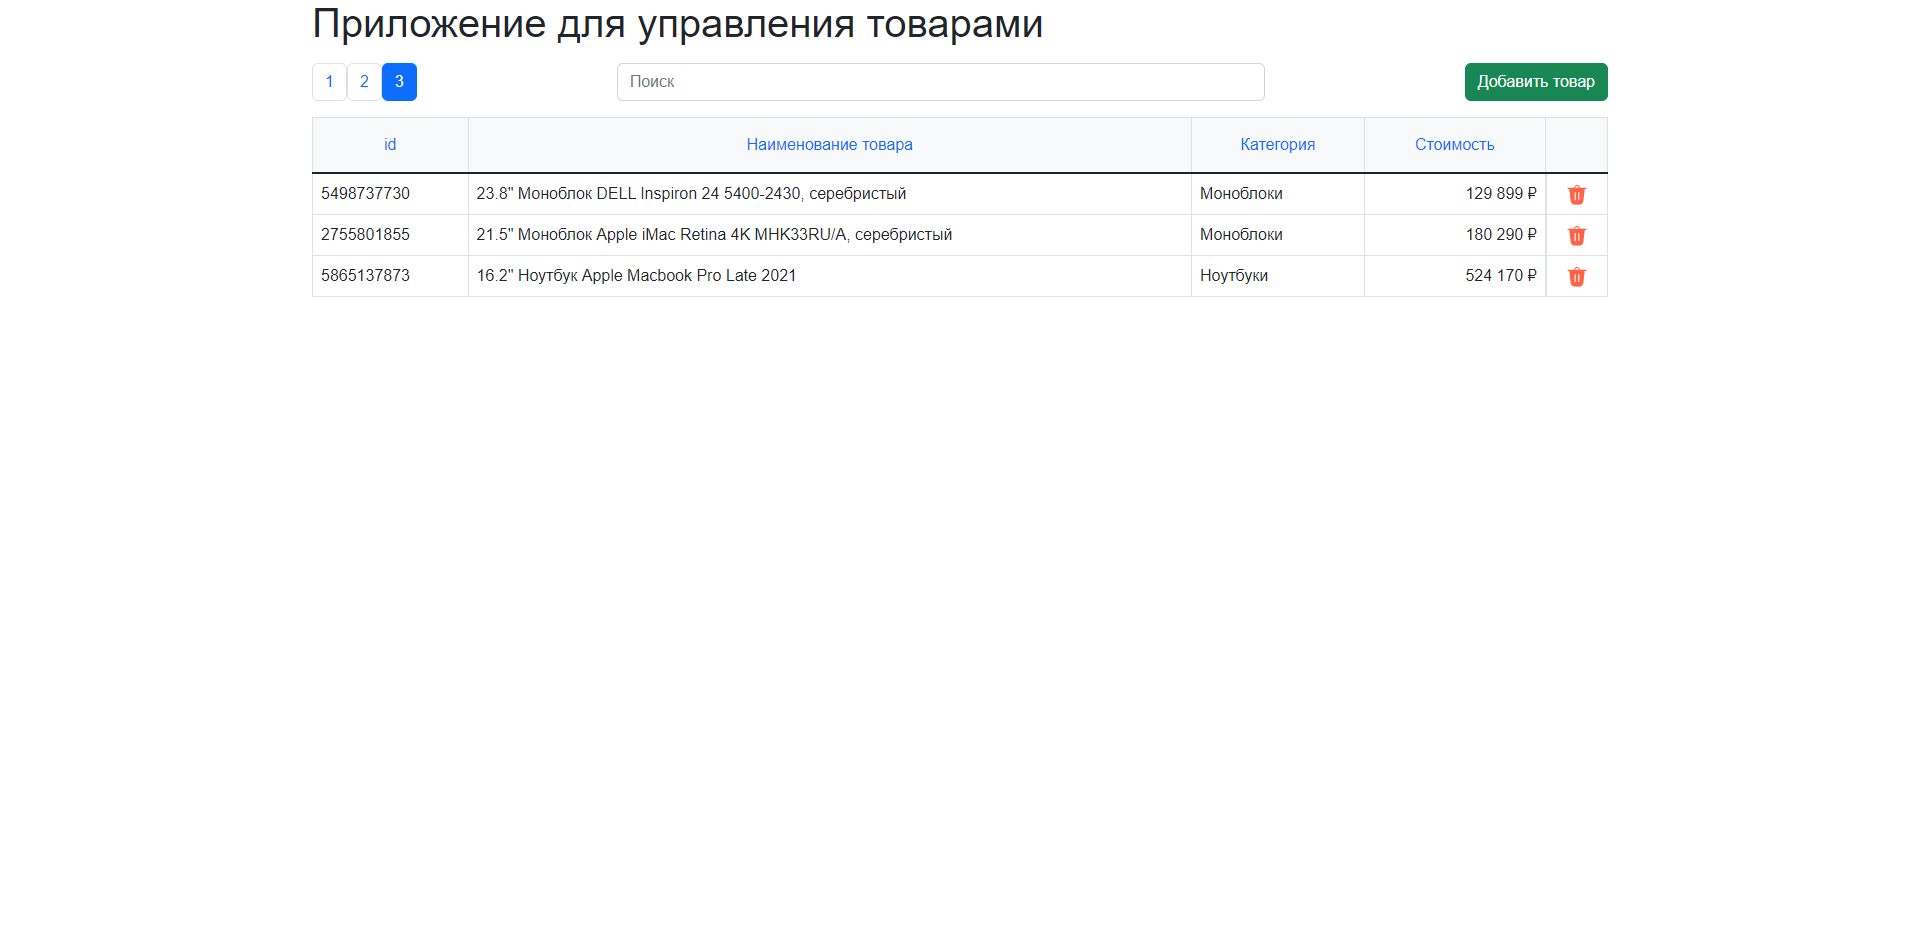 Приложение для управления товарами
1 2 3 Поиск Добавить товар
id Наименование товара Категория Стоимость
5498737730 23.8" Моноблок DELL Inspiron 24 5400-2430, серебристый Моноблоки 129 899 ₽
2755801855 21.5" Моноблок Apple iMac Retina 4K MHK33RU/A, серебристый Моноблоки 180 290 ₽
5865137873 16.2" Ноутбук Apple Macbook Pro Late 2021 Ноутбуки 524 170 ₽